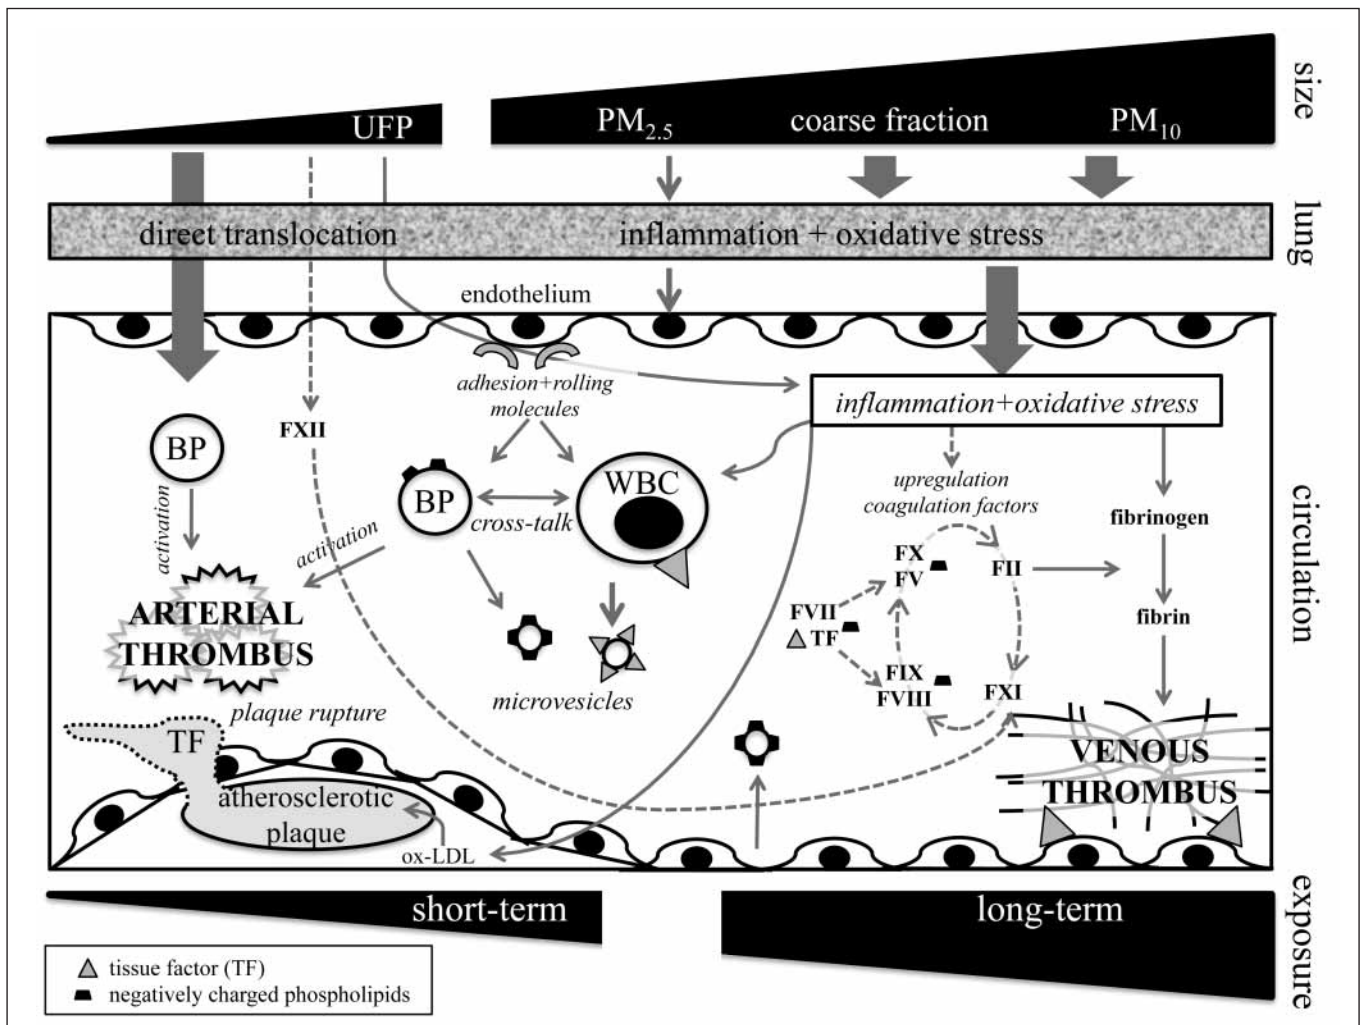 size
UFP
PM2.5
coarse fraction
PM10
lung
direct translocation
inflammation + oxidative stress
endothelium
adhesion+rolling
molecules
inflammation+oxidative stress
circulation
BP
FXII
activation
BP
cross-talk
WBC
activation
upregulation
coagulation factors
fibrinogen
FX
FV
FII
FVII
TF
fibrin
FIX
FVIII
FXI
ARTERIAL
THROMBUS
microvesicles
plaque rupture
TF
atherosclerotic
plaque
ox-LDL
VENOUS
THROMBUS
exposure
short-term
long-term
tissue factor (TF)
negatively charged phospholipids